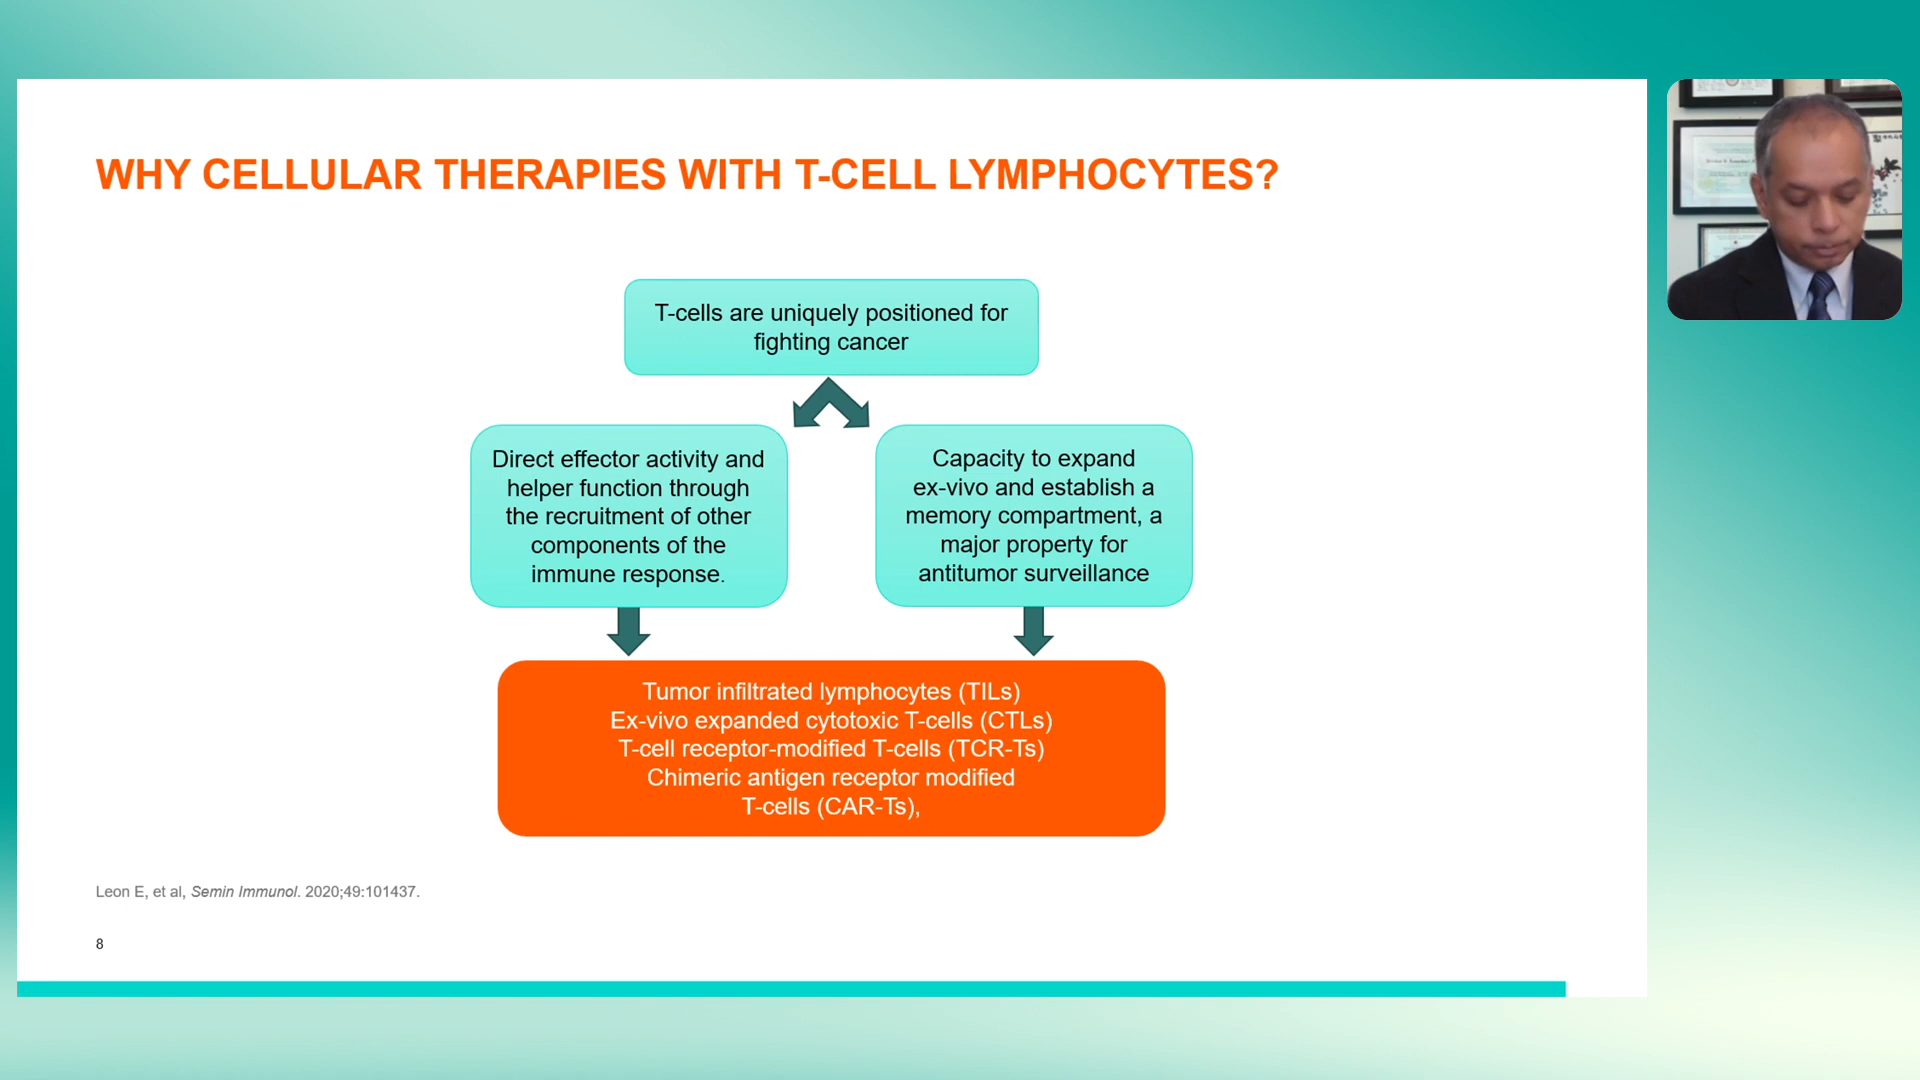 WHY CELLULAR THERAPIES WITH T-CELL LYMPHOCYTES?
T-cells are uniquely positioned for
fighting cancer
Direct effector activity and
helper function through
the recruitment of other
components of the
immune response.
Capacity to expand
ex-vivo and establish a
memory compartment, a
major property for
antitumor surveillance
Tumor infiltrated lymphocytes (TILs)
Ex-vivo expanded cytotoxic T-cells (CTLs)
T-cell receptor-modified T-cells (TCR-Ts)
Chimeric antigen receptor modified
T-cells (CAR-Ts),
Leon E, et al, Semin Immunol. 2020;49:101437.
8